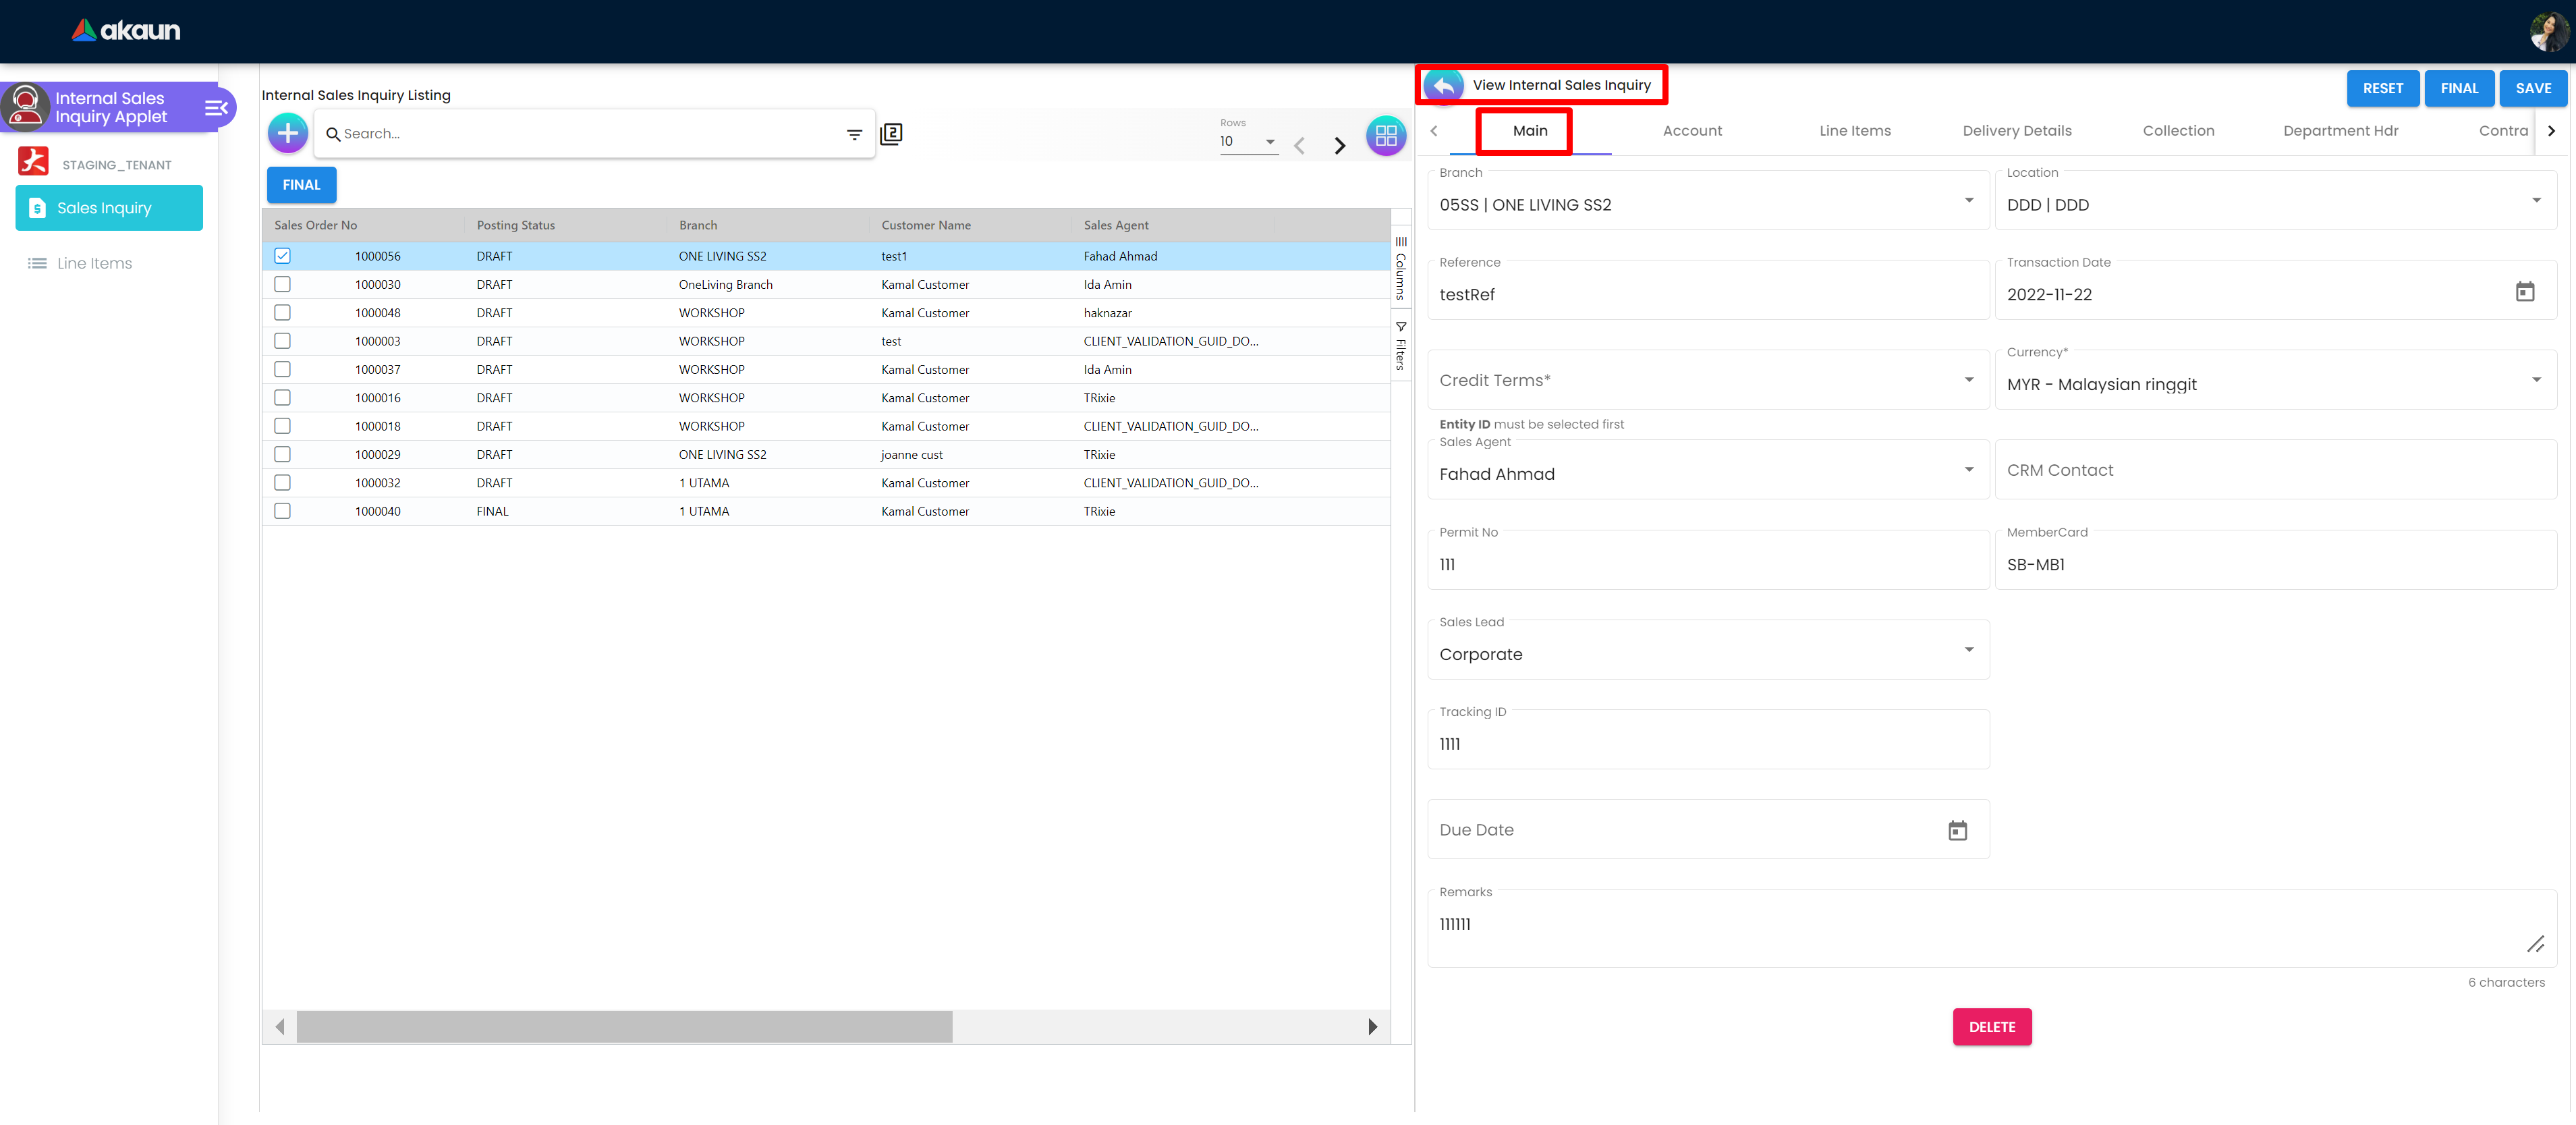 akaun
Internal Sales
Inquiry Applet
STAGING_TENANT
Sales Inquiry
Line Items
Internal Sales Inquiry Listing
Search...
2
Rows
10
FINAL
Sales Order No Posting Status Branch Customer Name Sales Agent
1000056 DRAFT ONE LIVING SS2 test1 Fahad Ahmad
1000030 DRAFT OneLiving Branch Kamal Customer Ida Amin
1000048 DRAFT WORKSHOP Kamal Customer haknazar
1000003 DRAFT WORKSHOP test CLIENT_VALIDATION_GUID_DO...
1000037 DRAFT WORKSHOP Kamal Customer Ida Amin
1000016 DRAFT WORKSHOP Kamal Customer TRixie
1000018 DRAFT WORKSHOP Kamal Customer CLIENT_VALIDATION_GUID_DO...
1000029 DRAFT ONE LIVING SS2 joanne cust TRixie
1000032 DRAFT 1 UTAMA Kamal Customer CLIENT_VALIDATION_GUID_DO...
1000040 FINAL 1 UTAMA Kamal Customer TRixie
Columns
Filters
View Internal Sales Inquiry
RESET FINAL SAVE
Main Account Line Items Delivery Details Collection Department Hdr Contra
Branch
05SS | ONE LIVING SS2
Location
DDD | DDD
Reference
testRef
Transaction Date
2022-11-22
Credit Terms*
Entity ID must be selected first
Currency*
MYR - Malaysian ringgit
Sales Agent
Fahad Ahmad
CRM Contact
Permit No
111
MemberCard
SB-MB1
Sales Lead
Corporate
Tracking ID
1111
Due Date
Remarks
111111
6 characters
DELETE